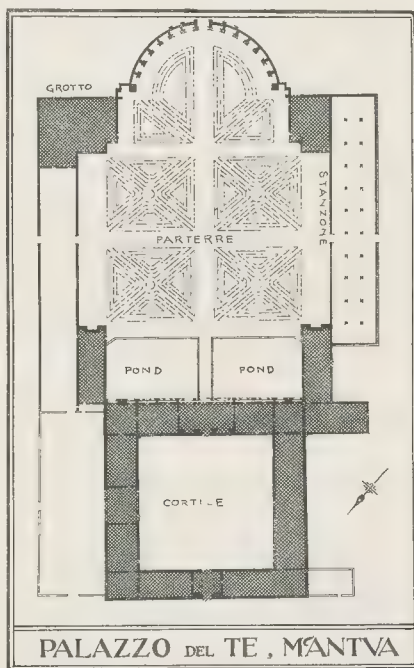 GROTTO
STANZONE
PARTERRE
POND POND
CORTILE
PALAZZO DEL TE, MANTVA